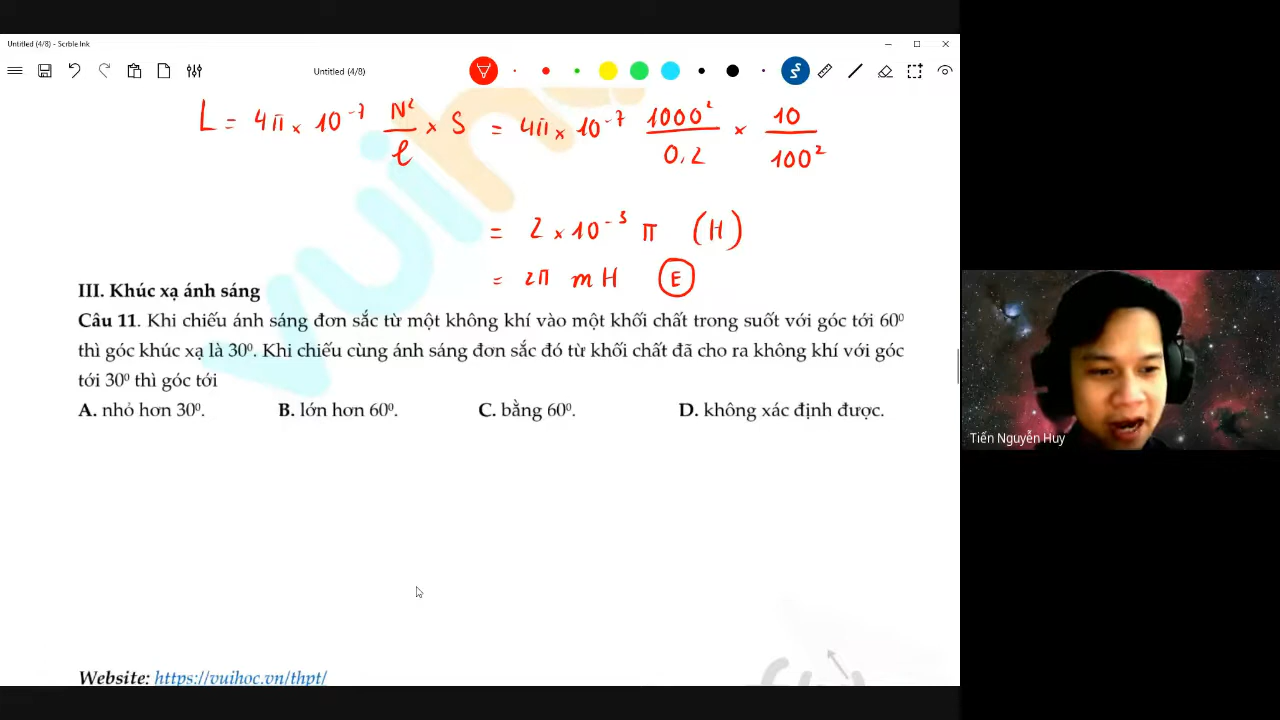 Untitled (4/8) - Scrble.Ink
Untitled (4/8)
L = 4π × 10⁻⁷ N²/ℓ × S = 4π × 10⁻⁷ 1000²/0,2 × 10/100²
= 2 × 10⁻³ π (H)
= 2π mH E
III. Khúc xạ ánh sáng
Câu 11. Khi chiếu ánh sáng đơn sắc từ một không khí vào một khối chất trong suốt với góc tới 60⁰
thì góc khúc xạ là 30⁰. Khi chiếu cùng ánh sáng đơn sắc đó từ khối chất đã cho ra không khí với góc
tới 30⁰ thì góc tới
A. nhỏ hơn 30⁰. B. lớn hơn 60⁰. C. bằng 60⁰. D. không xác định được.
Tiến Nguyễn Huy
Website: https://vuihoc.vn/thpt/